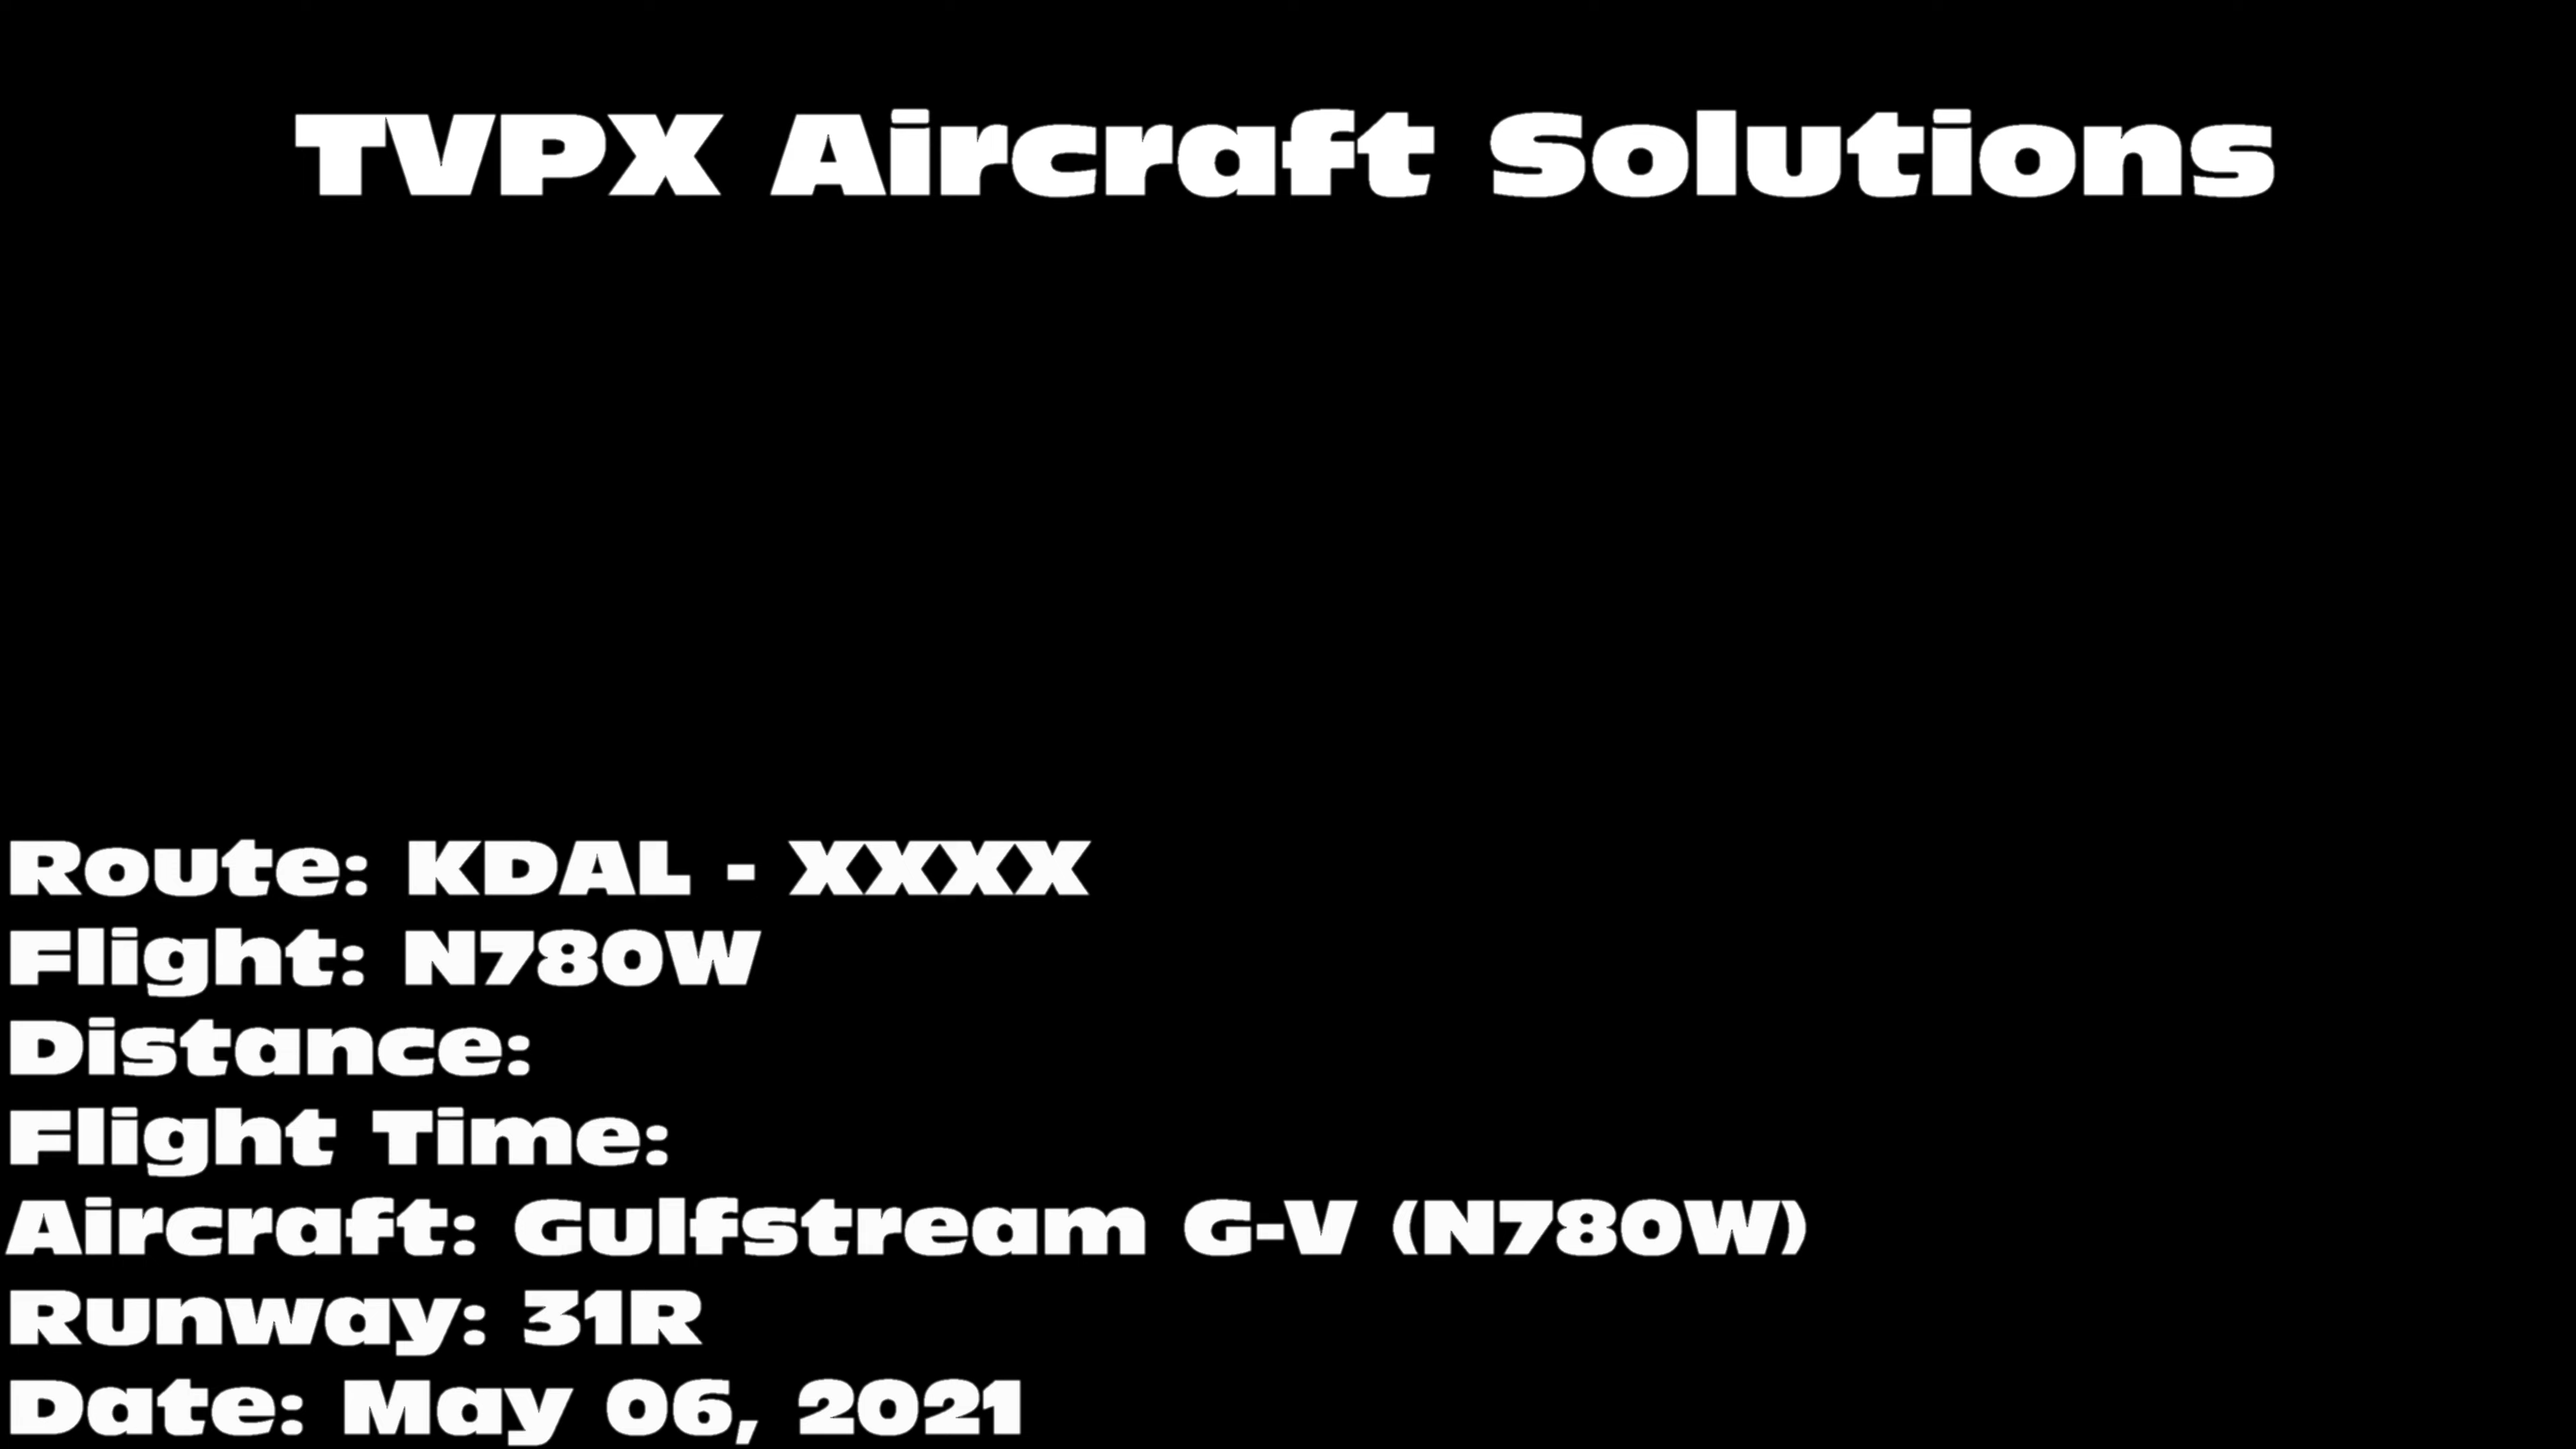 TVPX Aircraft Solutions
Route: KDAL - XXXX
Flight: N780W
Distance:
Flight Time:
Aircraft: Gulfstream G-V (N780W)
Runway: 31R
Date: May 06, 2021